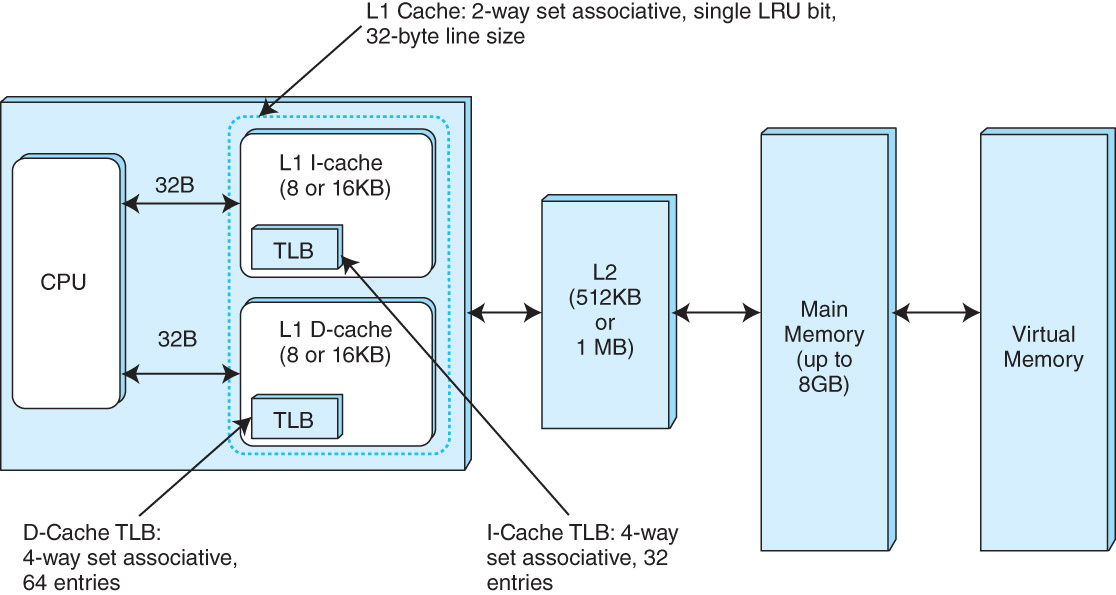 L1 Cache: 2-way set associative, single LRU bit,
32-byte line size
L1 I-cache
(8 or 16KB)
32B
TLB
CPU
L1 D-cache
(8 or 16KB)
32B
TLB
L2
(512KB
or
1 MB)
Main
Memory
(up to
8GB)
Virtual
Memory
D-Cache TLB:
4-way set associative,
64 entries
I-Cache TLB: 4-way
set associative, 32
entries